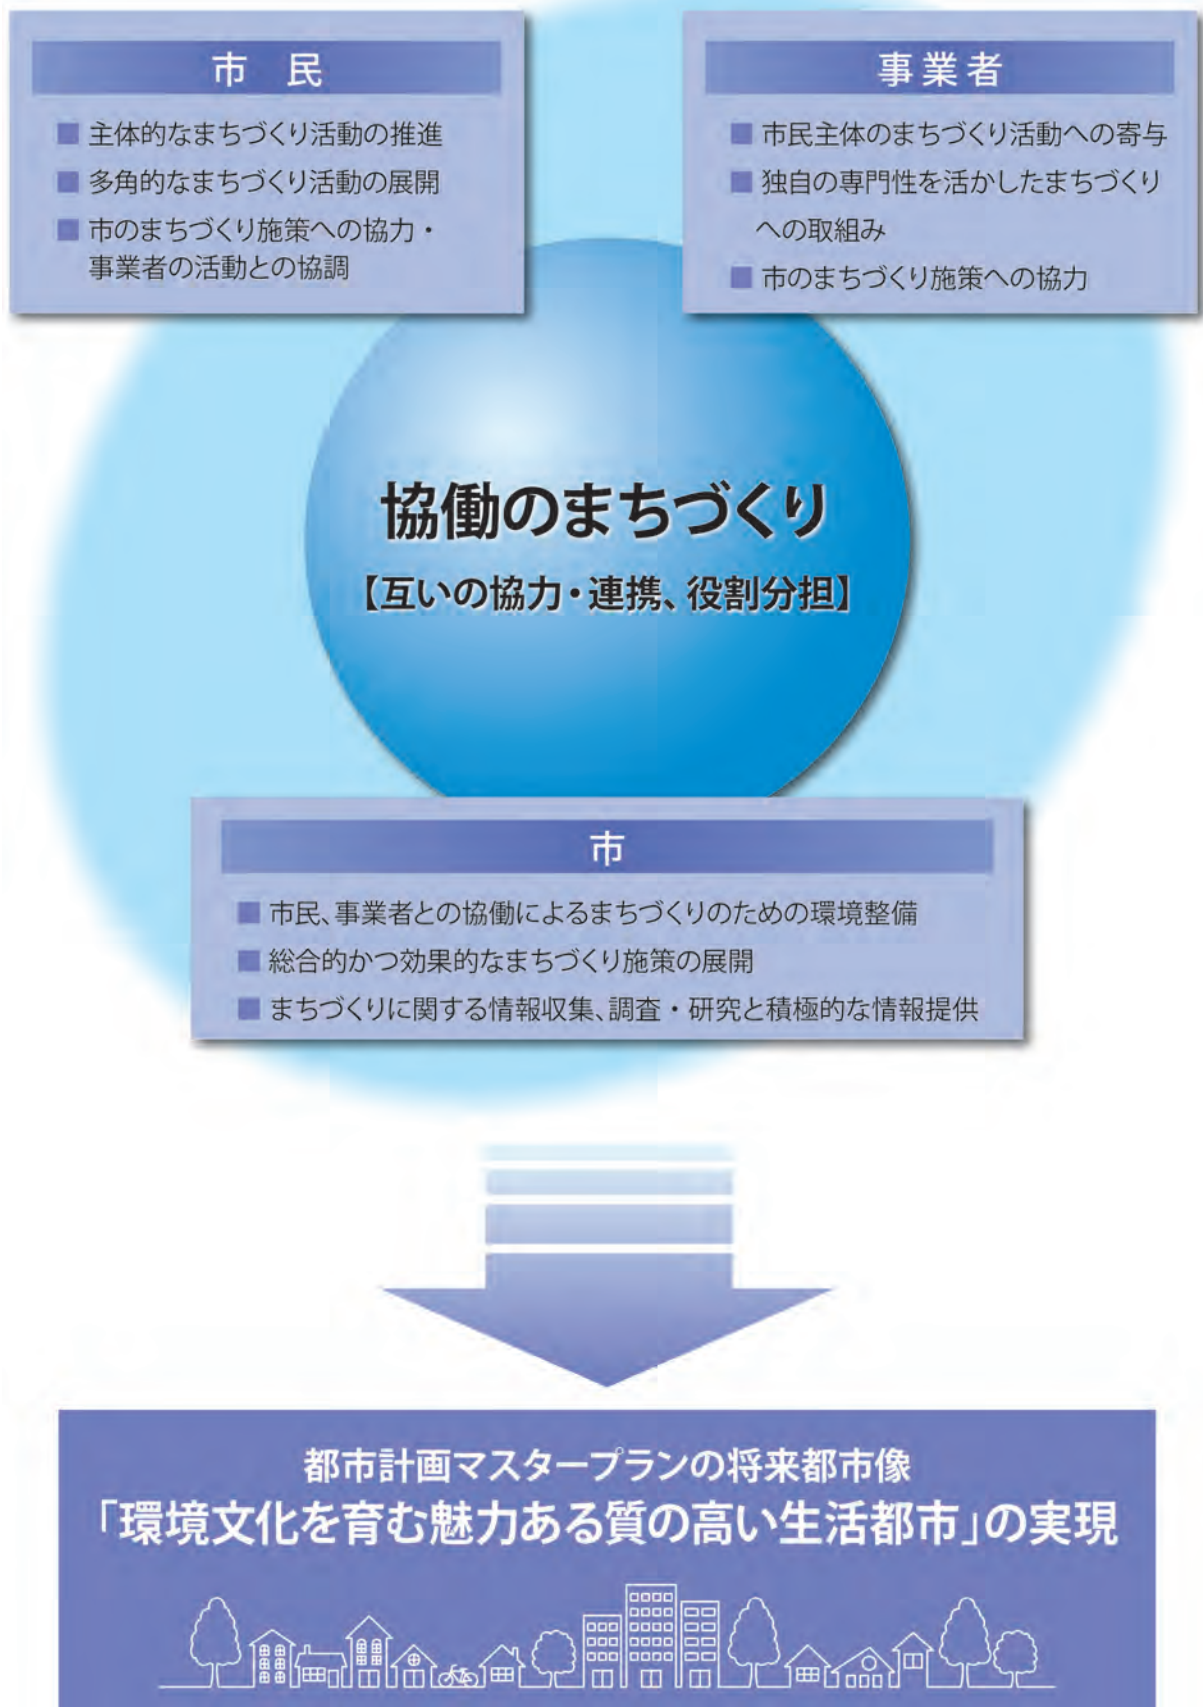 市 民
■ 主体的なまちづくり活動の推進
■ 多角的なまちづくり活動の展開
■ 市のまちづくり施策への協力・
事業者の活動との協調
事業者
■ 市民主体のまちづくり活動への寄与
■ 独自の専門性を活かしたまちづくり
への取組み
■ 市のまちづくり施策への協力
協働のまちづくり
【互いの協力・連携、役割分担】
市
■ 市民、事業者との協働によるまちづくりのための環境整備
■ 総合的かつ効果的なまちづくり施策の展開
■ まちづくりに関する情報収集、調査・研究と積極的な情報提供
都市計画マスタープランの将来都市像
「環境文化を育む魅力ある質の高い生活都市」の実現